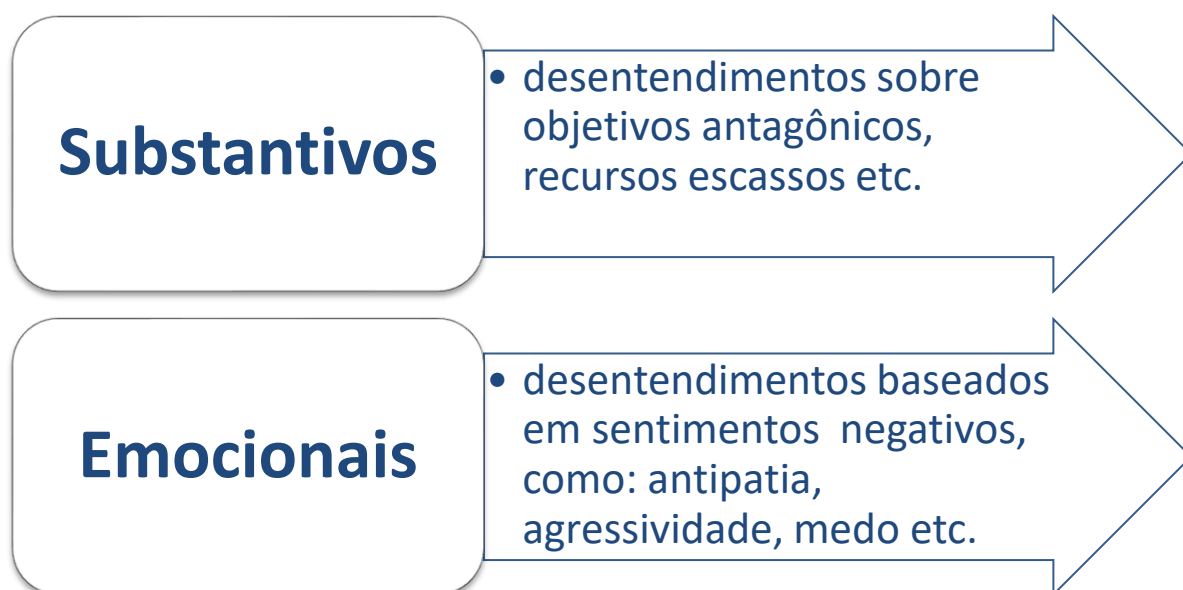 Substantivos
• desentendimentos sobre
objetivos antagônicos,
recursos escassos etc.
Emocionais
• desentendimentos baseados
em sentimentos  negativos,
como: antipatia,
agressividade, medo etc.